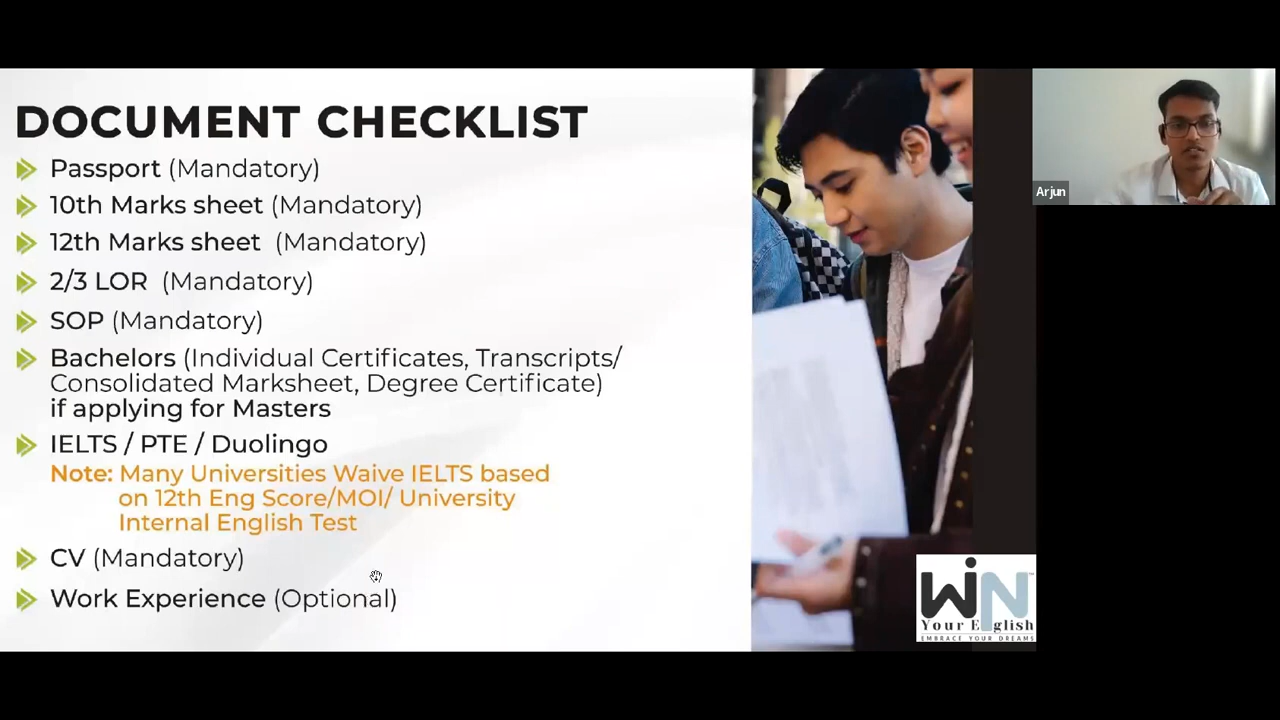 DOCUMENT CHECKLIST
Passport (Mandatory)
10th Marks sheet (Mandatory)
12th Marks sheet (Mandatory)
2/3 LOR (Mandatory)
SOP (Mandatory)
Bachelors (Individual Certificates, Transcripts/
Consolidated Marksheet, Degree Certificate)
if applying for Masters
IELTS / PTE / Duolingo
Note: Many Universities Waive IELTS based
on 12th Eng Score/MOI/ University
Internal English Test
CV (Mandatory)
Work Experience (Optional)
Arjun
WiN
Your English
EMBRACE YOUR DREAMS